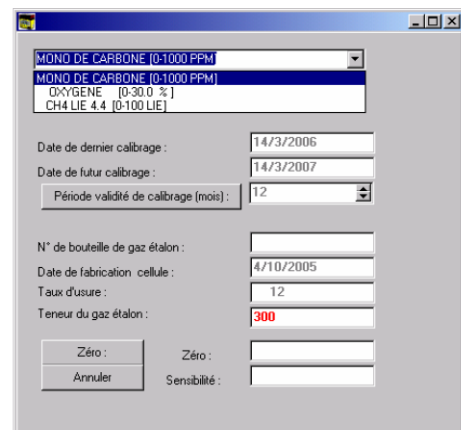 MONO DE CARBONE [0-1000 PPM]
MONO DE CARBONE [0-1000 PPM]
OXYGENE [0-30.0 %]
CH4 LIE 4.4 [0-100 LIE]
Date de dernier calibrage : 14/3/2006
Date de futur calibrage : 14/3/2007
Période validité de calibrage (mois) : 12
N° de bouteille de gaz étalon :
Date de fabrication cellule : 4/10/2005
Taux d'usure : 12
Teneur du gaz étalon : 300
Zéro : Zéro :
Annuler Sensibilité :